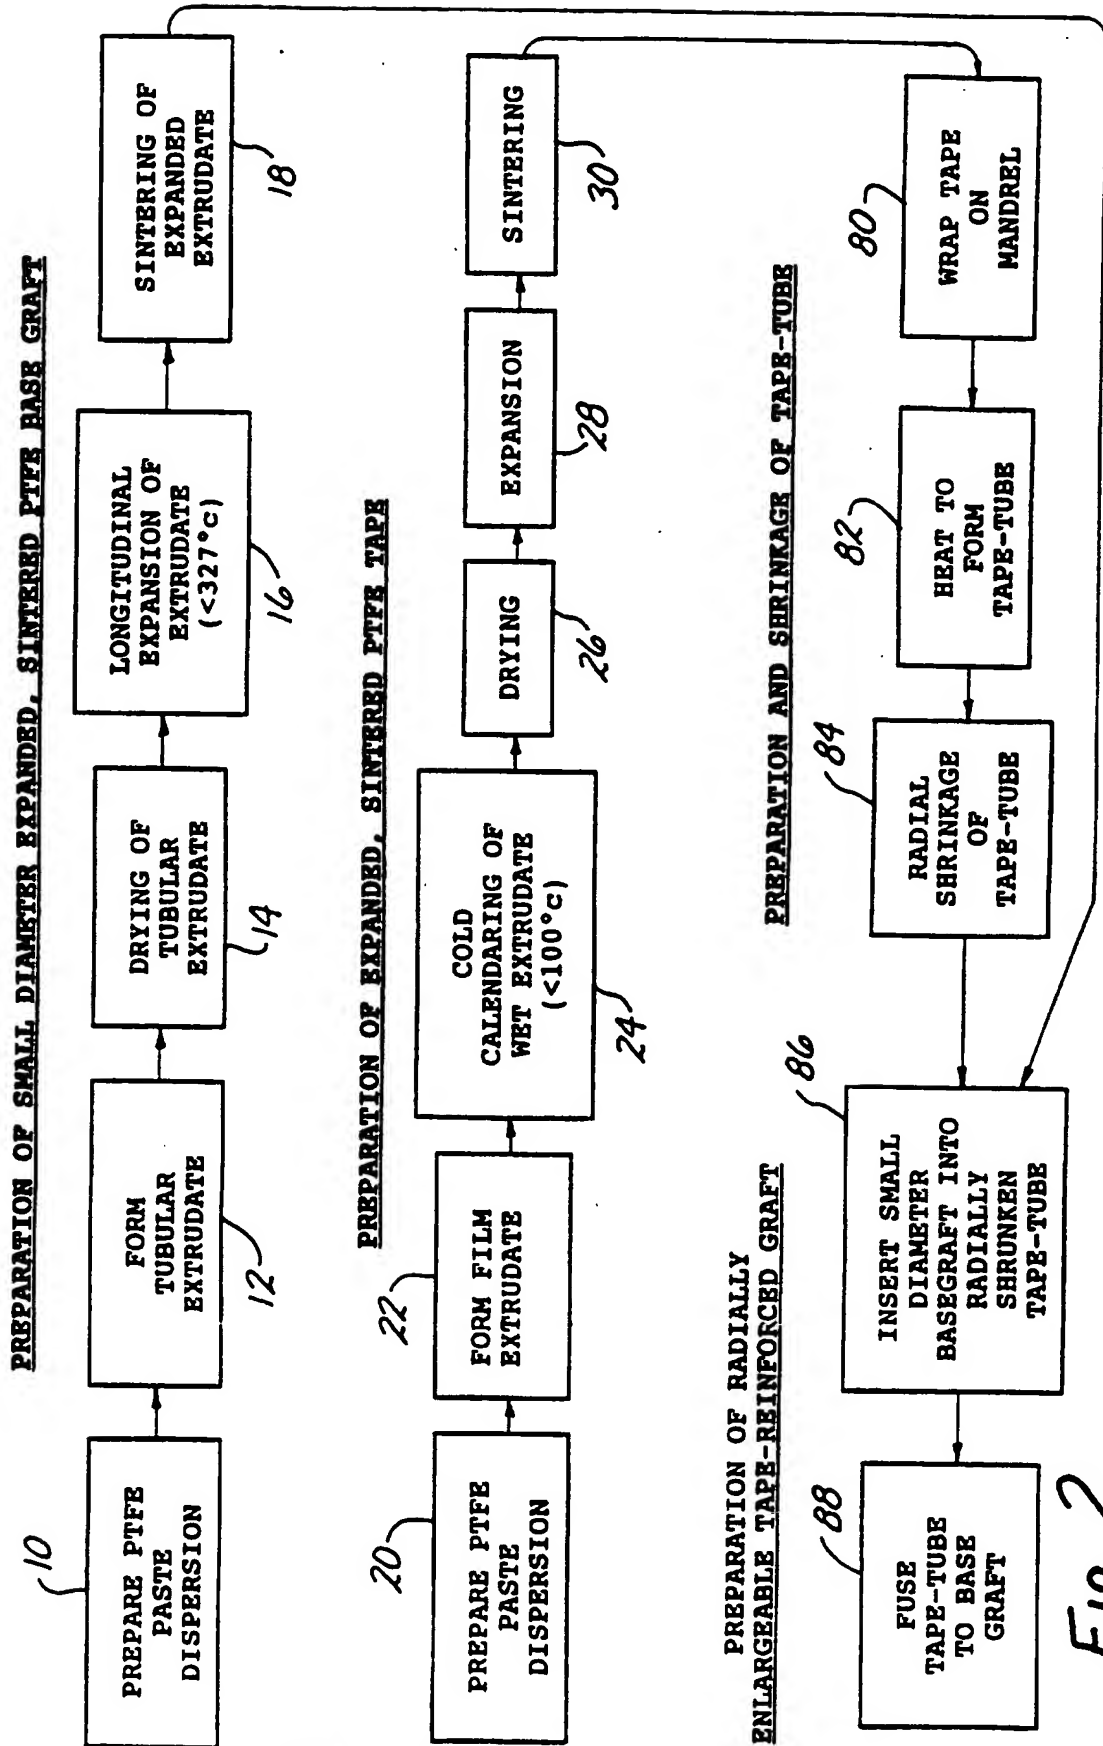 PREPARATION OF SMALL DIAMETER EXPANDED, SINTERED PTFE BASE GRAFT
10
PREPARE PTFE
PASTE
DISPERSION
FORM
TUBULAR
EXTRUDATE
12
DRYING OF
TUBULAR
EXTRUDATE
14
LONGITUDINAL
EXPANSION OF
EXTRUDATE
(<327°c)
16
SINTERING OF
EXPANDED
EXTRUDATE
18
PREPARATION OF EXPANDED, SINTERED PTFE TAPE
20
PREPARE PTFE
PASTE
DISPERSION
22
FORM FILM
EXTRUDATE
COLD
CALENDARING OF
WET EXTRUDATE
(<100°c)
24
DRYING
26
EXPANSION
28
SINTERING
30
PREPARATION AND SHRINKAGE OF TAPE-TUBE
80
WRAP TAPE
ON
MANDREL
82
HEAT TO
FORM
TAPE-TUBE
84
RADIAL
SHRINKAGE
OF
TAPE-TUBE
PREPARATION OF RADIALLY
ENLARGEABLE TAPE-REINFORCED GRAFT
86
INSERT SMALL
DIAMETER
BASEGRAFT INTO
RADIALLY
SHRUNKEN
TAPE-TUBE
88
FUSE
TAPE-TUBE
TO BASE
GRAFT
FIG. 2